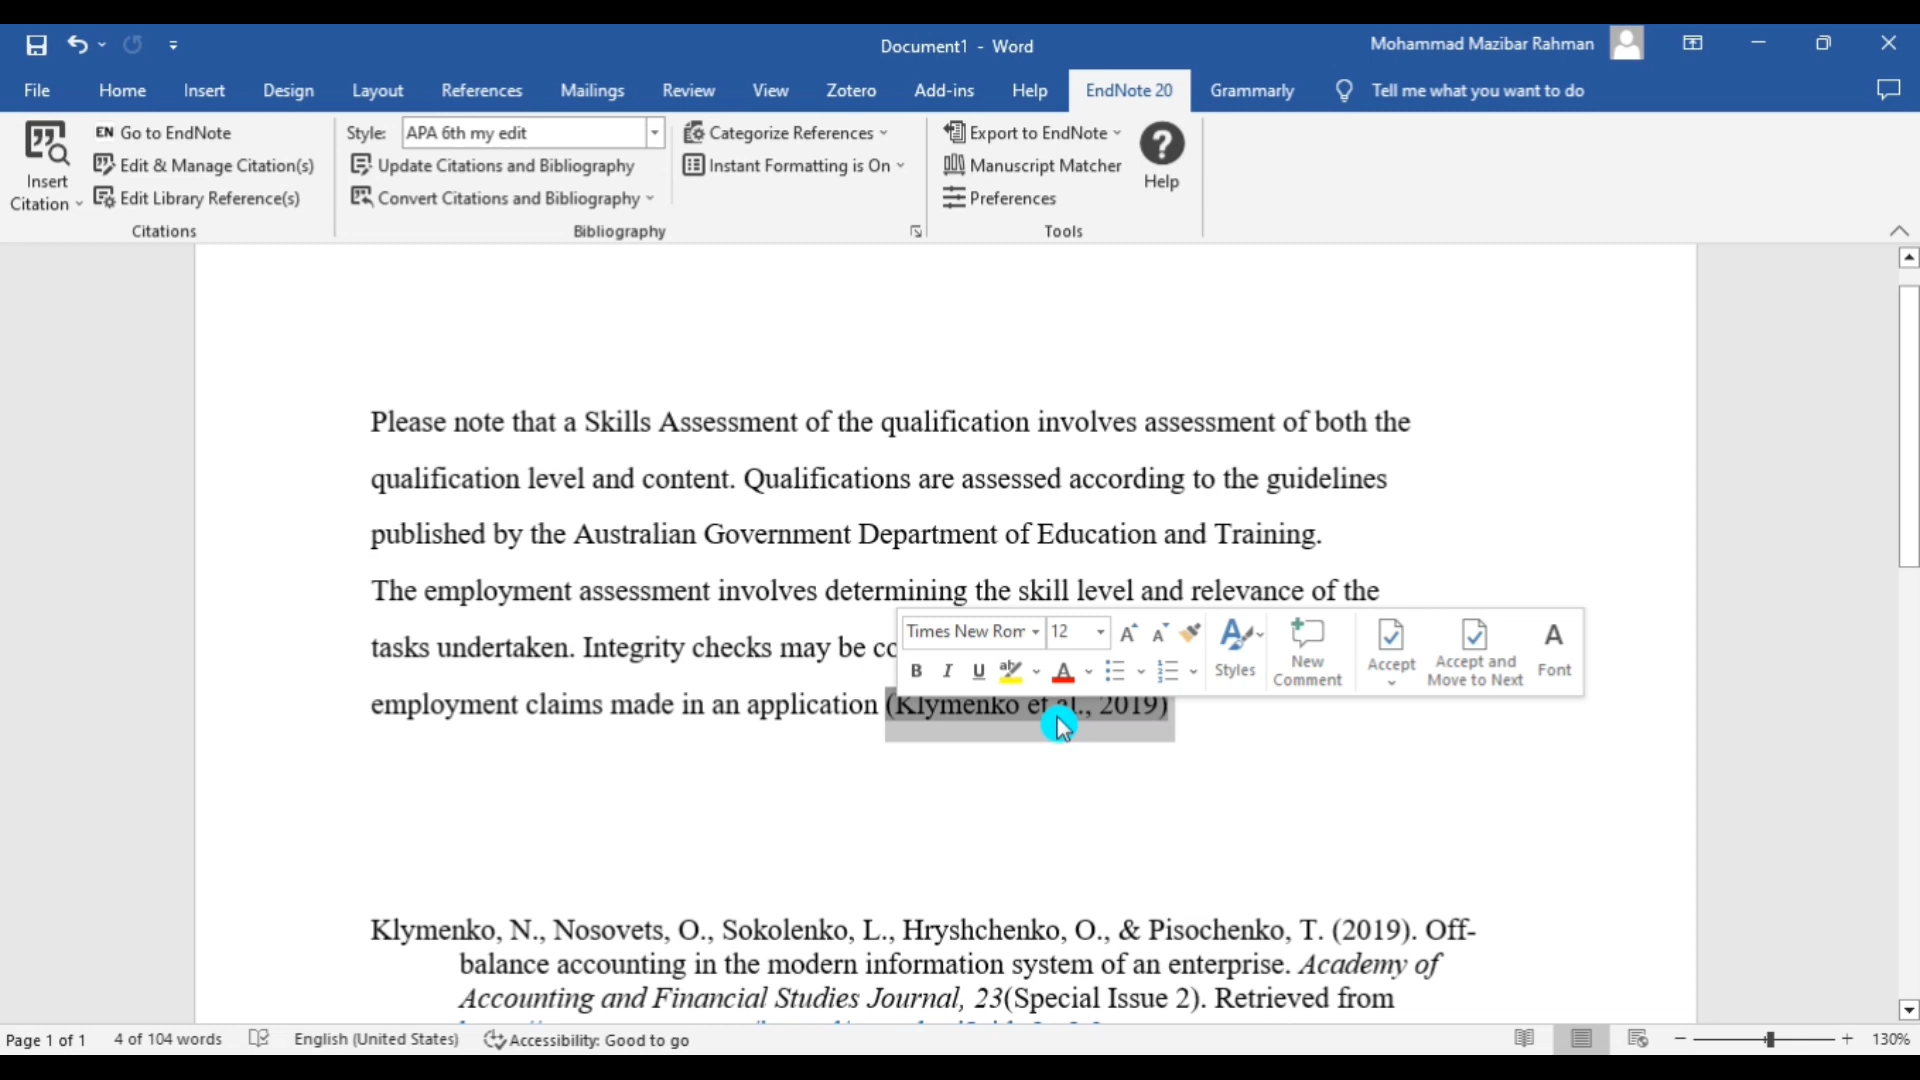 Document1 - Word
Mohammad Mazibar Rahman
File Home Insert Design Layout References Mailings Review View Zotero Add-ins Help EndNote 20 Grammarly Tell me what you want to do
Insert Citation
EN Go to EndNote
Edit & Manage Citation(s)
Edit Library Reference(s)
Citations
Style: APA 6th my edit
Update Citations and Bibliography
Convert Citations and Bibliography
Categorize References
Instant Formatting is On
Bibliography
Export to EndNote
Manuscript Matcher
Preferences
Tools
? Help
Please note that a Skills Assessment of the qualification involves assessment of both the
qualification level and content. Qualifications are assessed according to the guidelines
published by the Australian Government Department of Education and Training.
The employment assessment involves determining the skill level and relevance of the
tasks undertaken. Integrity checks may be
Times New Rom 12 A A
B I U ab A
A Styles
New Comment
Accept
Accept and Move to Next
A Font
employment claims made in an application (Klymenko et al., 2019)
Klymenko, N., Nosovets, O., Sokolenko, L., Hryshchenko, O., & Pisochenko, T. (2019). Off-
balance accounting in the modern information system of an enterprise. Academy of
Accounting and Financial Studies Journal, 23(Special Issue 2). Retrieved from
Page 1 of 1 4 of 104 words English (United States) Accessibility: Good to go 130%